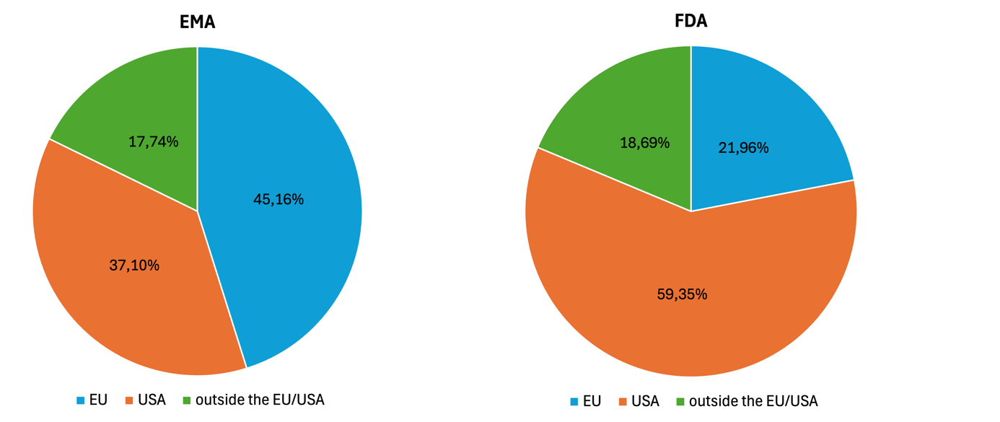 EMA
17,74%
45,16%
37,10%
EU USA outside the EU/USA
FDA
18,69%
21,96%
59,35%
EU USA outside the EU/USA